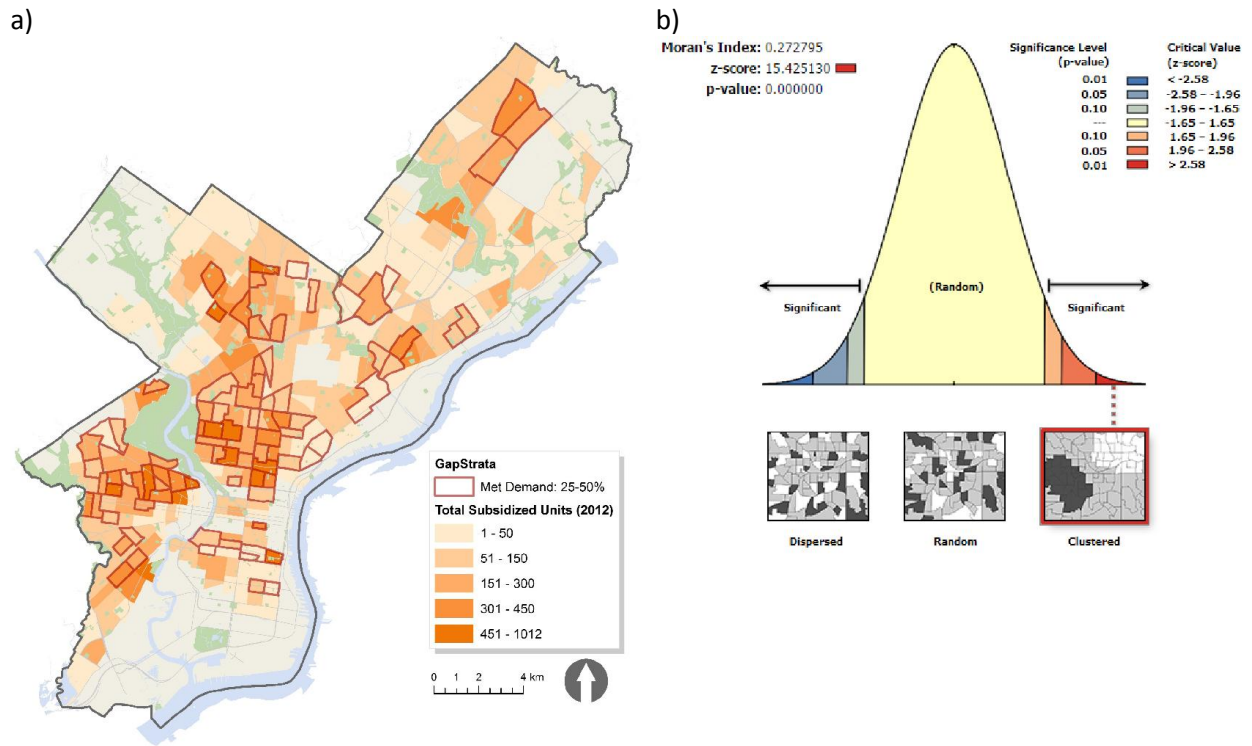 a)
GapStrata
Met Demand: 25-50%
Total Subsidized Units (2012)
1 - 50
51 - 150
151 - 300
301 - 450
451 - 1012
0 1 2 4 km
b)
Moran's Index: 0.272795
z-score: 15.425130
p-value: 0.000000
Significance Level (p-value)
Critical Value (z-score)
0.01 < -2.58
0.05 -2.58 – -1.96
0.10 -1.96 – -1.65
--- -1.65 – 1.65
0.10 1.65 – 1.96
0.05 1.96 – 2.58
0.01 > 2.58
Significant
(Random)
Significant
Dispersed
Random
Clustered